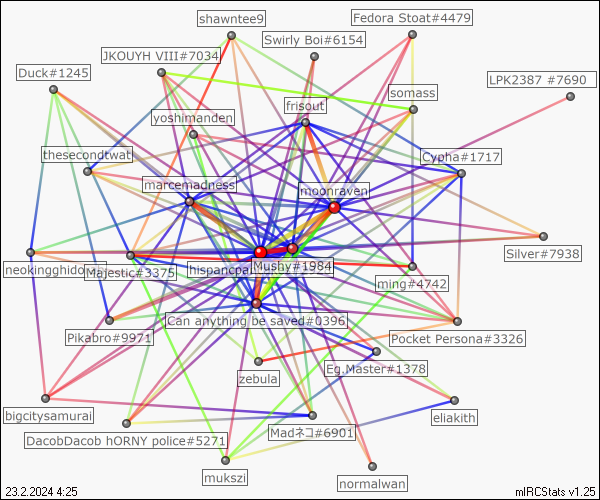 shawntee9
Fedora Stoat#4479
Swirly Boi#6154
JKOUYH VIII#7034
Duck#1245
LPK2387 #7690
somass
frisout
yoshimanden
thesecondtwat
Cypha#1717
marcemadness
moonraven
Silver#7938
neokingghido
Majestic#3375
hispancpa
Mushy#1984
ming#4742
Can anything be saved#0396
Pikabro#9971
Pocket Persona#3326
Eg.Master#1378
zebula
bigcitysamurai
eliakith
DacobDacob hORNY police#5271
Madネコ#6901
mukszi
normalwan
23.2.2024 4:25
mIRCStats v1.25